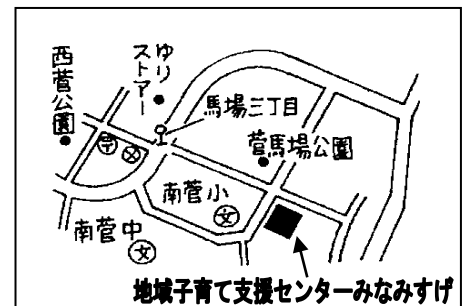 西菅公園
ゆり
ストアー
馬場三丁目
菅馬場公園
〒
南菅小
文
南菅中
文
地域子育て支援センターみなみすげ